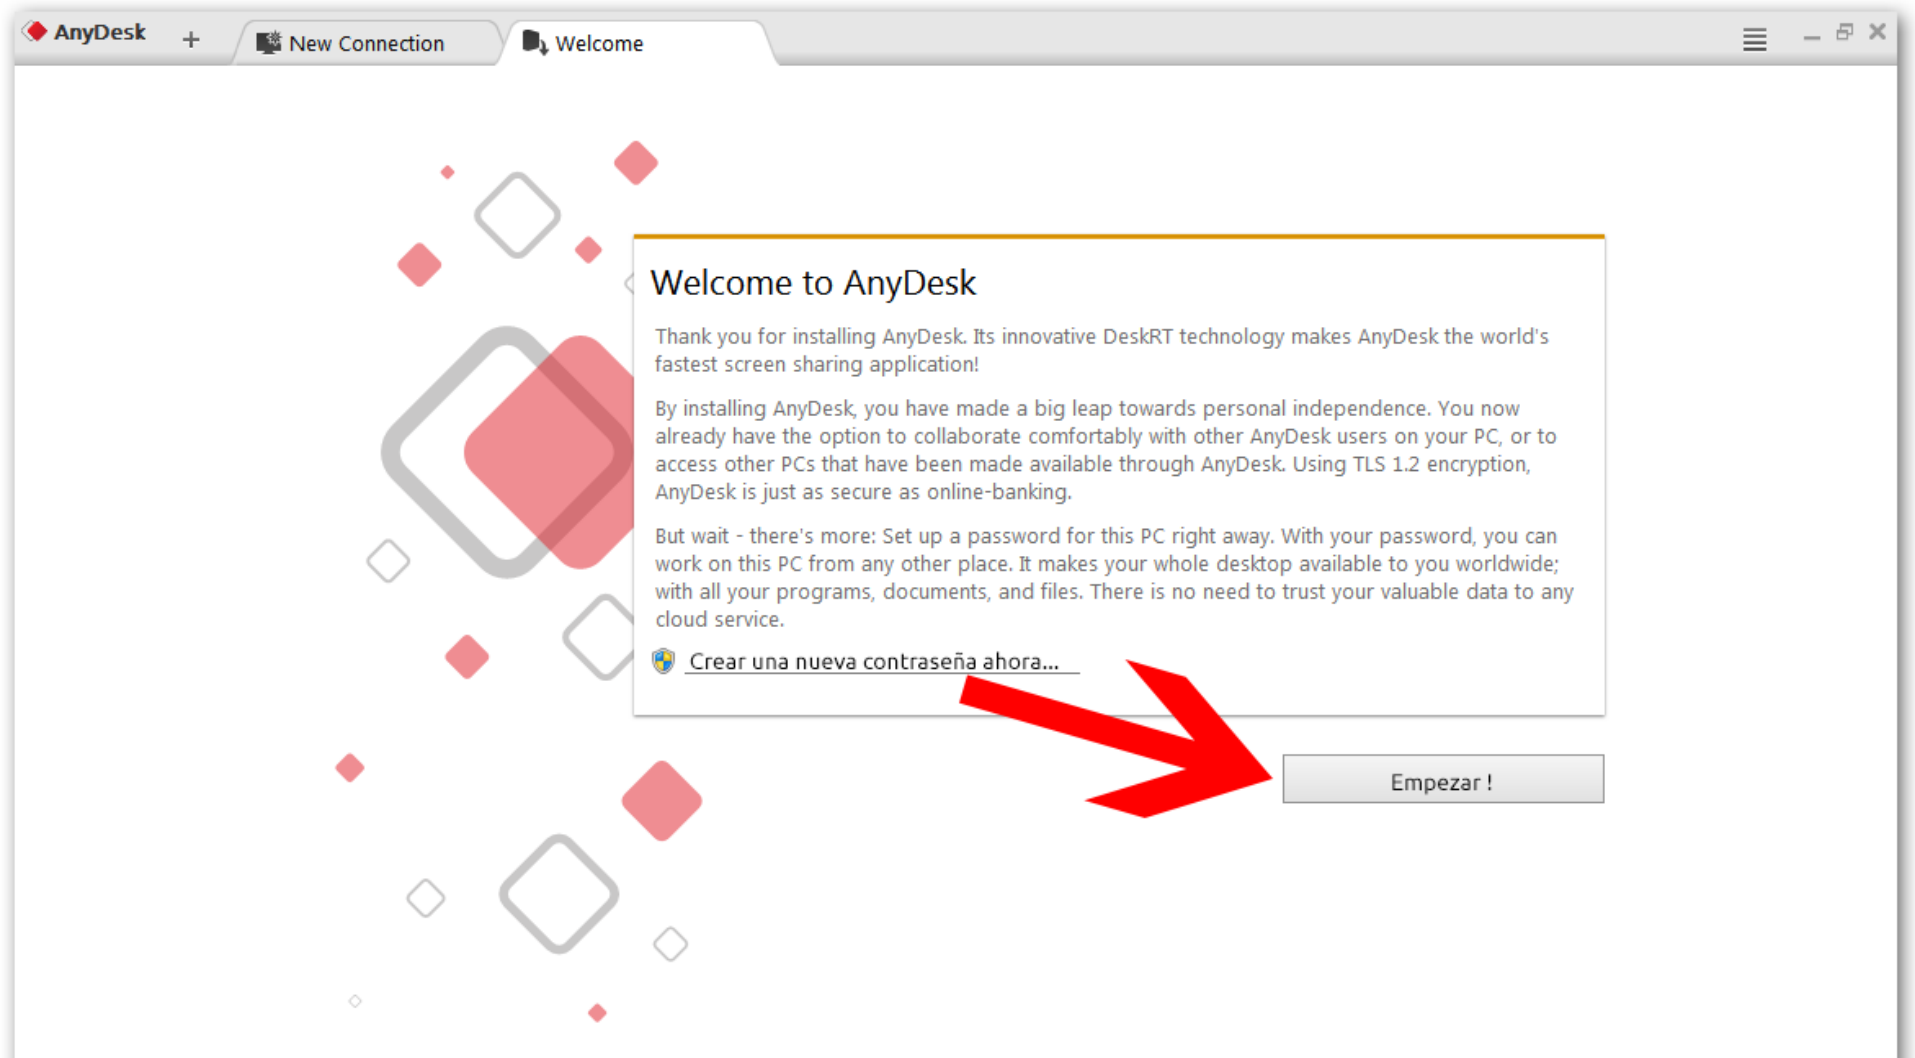 AnyDesk
+
New Connection
Welcome
Welcome to AnyDesk
Thank you for installing AnyDesk. Its innovative DeskRT technology makes AnyDesk the world's
fastest screen sharing application!
By installing AnyDesk, you have made a big leap towards personal independence. You now
already have the option to collaborate comfortably with other AnyDesk users on your PC, or to
access other PCs that have been made available through AnyDesk. Using TLS 1.2 encryption,
AnyDesk is just as secure as online-banking.
But wait - there's more: Set up a password for this PC right away. With your password, you can
work on this PC from any other place. It makes your whole desktop available to you worldwide;
with all your programs, documents, and files. There is no need to trust your valuable data to any
cloud service.
Crear una nueva contraseña ahora...
Empezar !